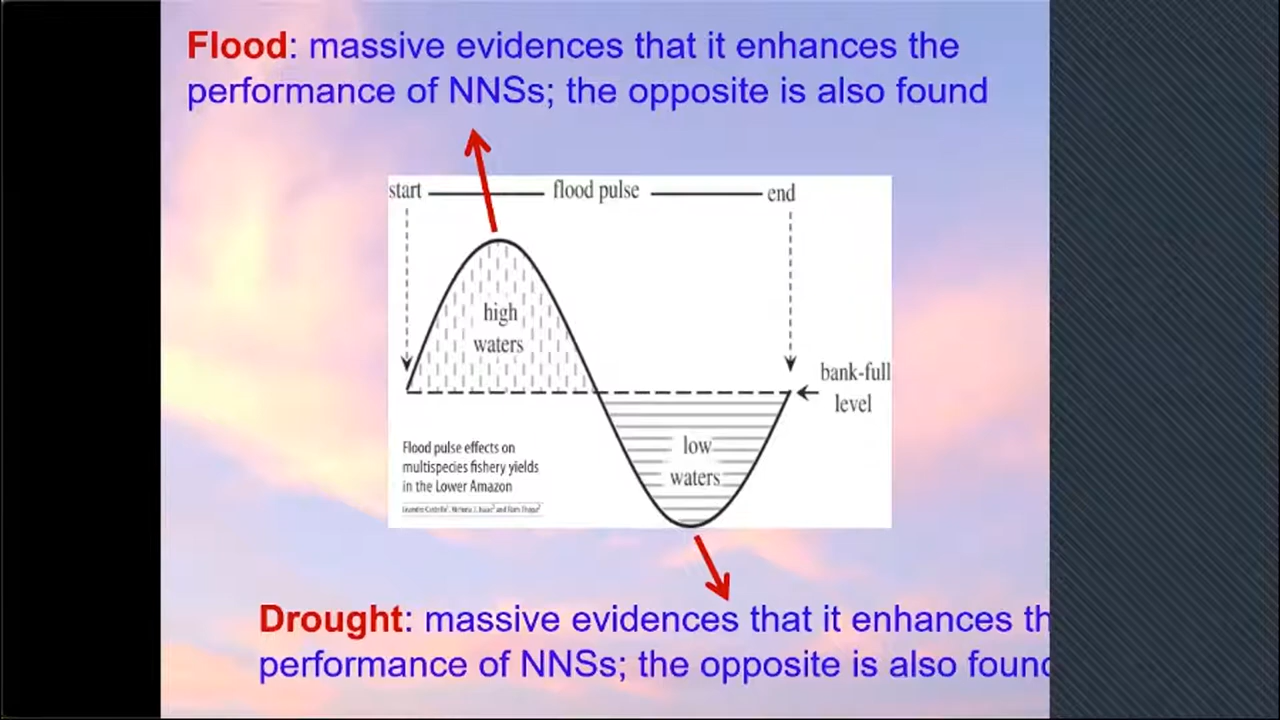 Flood: massive evidences that it enhances the
performance of NNSs; the opposite is also found
start
flood pulse
end
high
waters
bank-full
level
low
waters
Flood pulse effects on
multispecies fishery yields
in the Lower Amazon
Drought: massive evidences that it enhances th
performance of NNSs; the opposite is also found